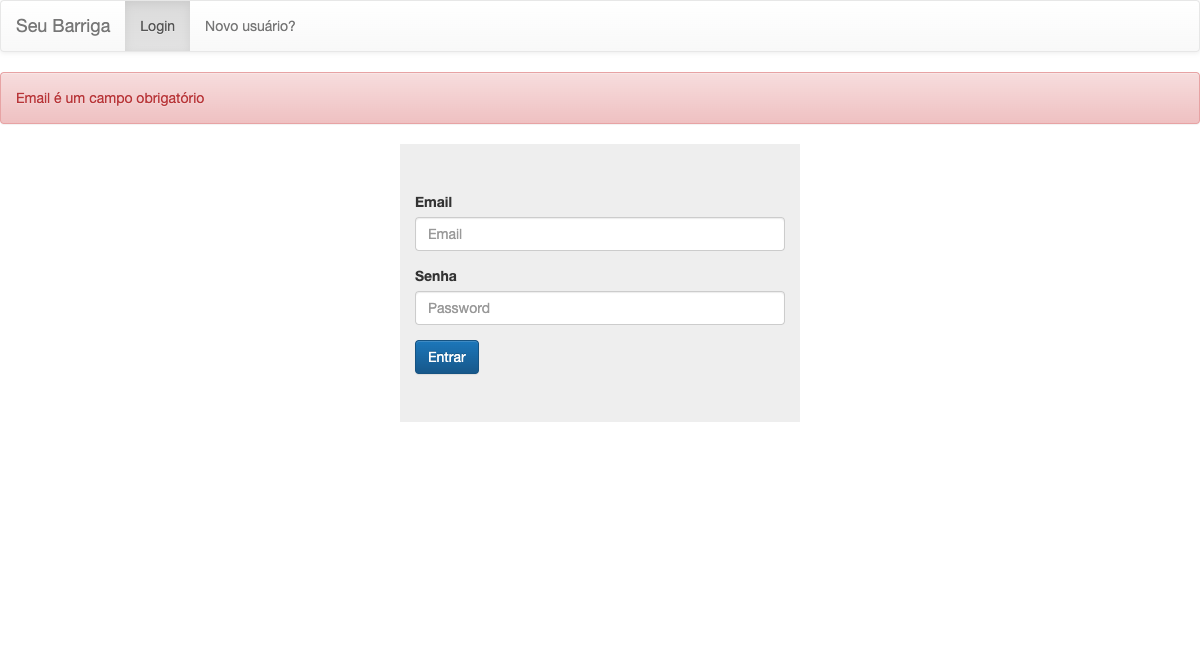 Seu Barriga Login Novo usuário?
Email é um campo obrigatório
Email
Email
Senha
Password
Entrar